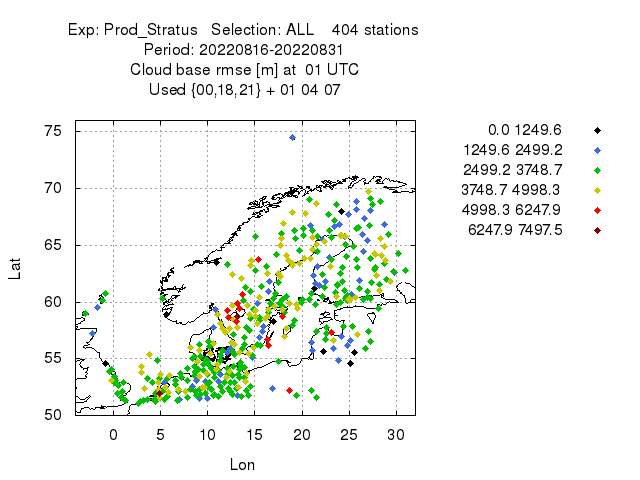 Exp: Prod_Stratus Selection: ALL 404 stations
Period: 20220816-20220831
Cloud base rmse [m] at 01 UTC
Used {00,18,21} + 01 04 07
0.0 1249.6
1249.6 2499.2
2499.2 3748.7
3748.7 4998.3
4998.3 6247.9
6247.9 7497.5
75
70
65
60
55
50
Lat
0 5 10 15 20 25 30
Lon